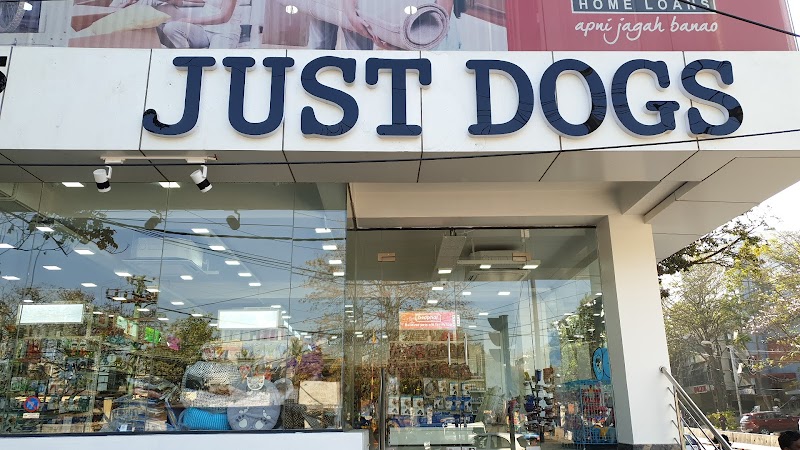 HOME LOANS
apni jagah banao
JUST DOGS